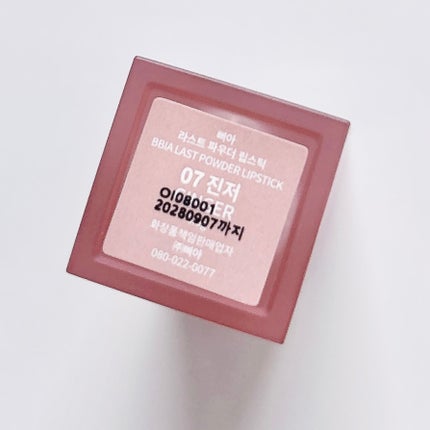 삐아
라스트 파우더 립스틱
BBIA LAST POWDER LIPSTICK
07 진저
OI08001
20280907까지
화장품책임판매업자
㈜삐아
080-022-0077